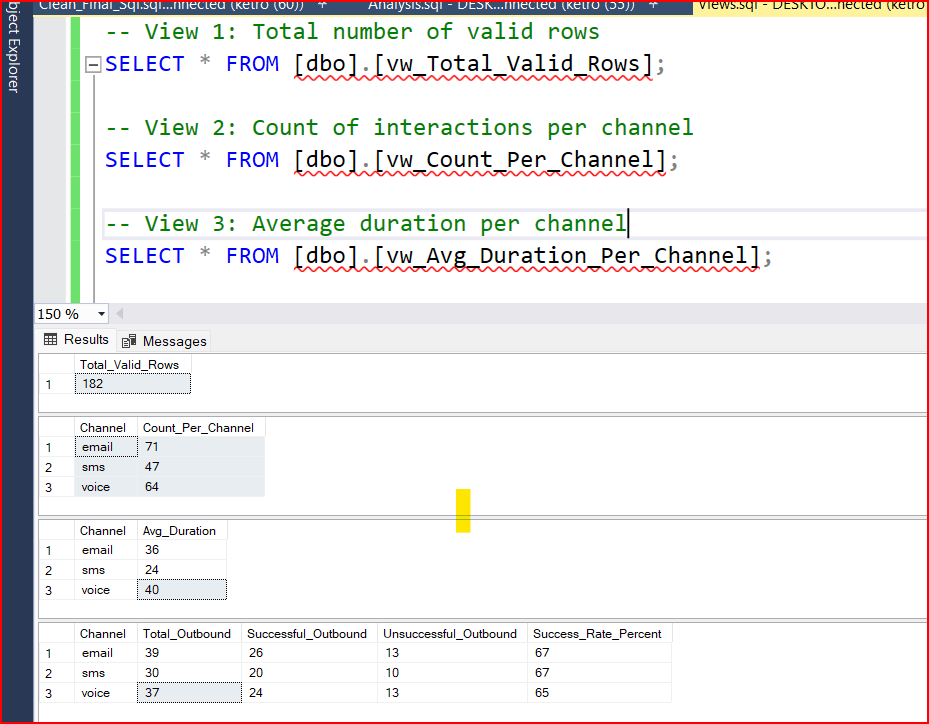 Clean_Final_Sql.sql...nnected (ketro (60)) Analysis.sql - DESK...nnected (ketro (55)) Views.sql - DESKTO...nected (ketro
bject Explorer
-- View 1: Total number of valid rows
SELECT * FROM [dbo].[vw_Total_Valid_Rows];
-- View 2: Count of interactions per channel
SELECT * FROM [dbo].[vw_Count_Per_Channel];
-- View 3: Average duration per channel
SELECT * FROM [dbo].[vw_Avg_Duration_Per_Channel];
150 %
Results Messages
Total_Valid_Rows
1 182
Channel Count_Per_Channel
1 email 71
2 sms 47
3 voice 64
Channel Avg_Duration
1 email 36
2 sms 24
3 voice 40
Channel Total_Outbound Successful_Outbound Unsuccessful_Outbound Success_Rate_Percent
1 email 39 26 13 67
2 sms 30 20 10 67
3 voice 37 24 13 65